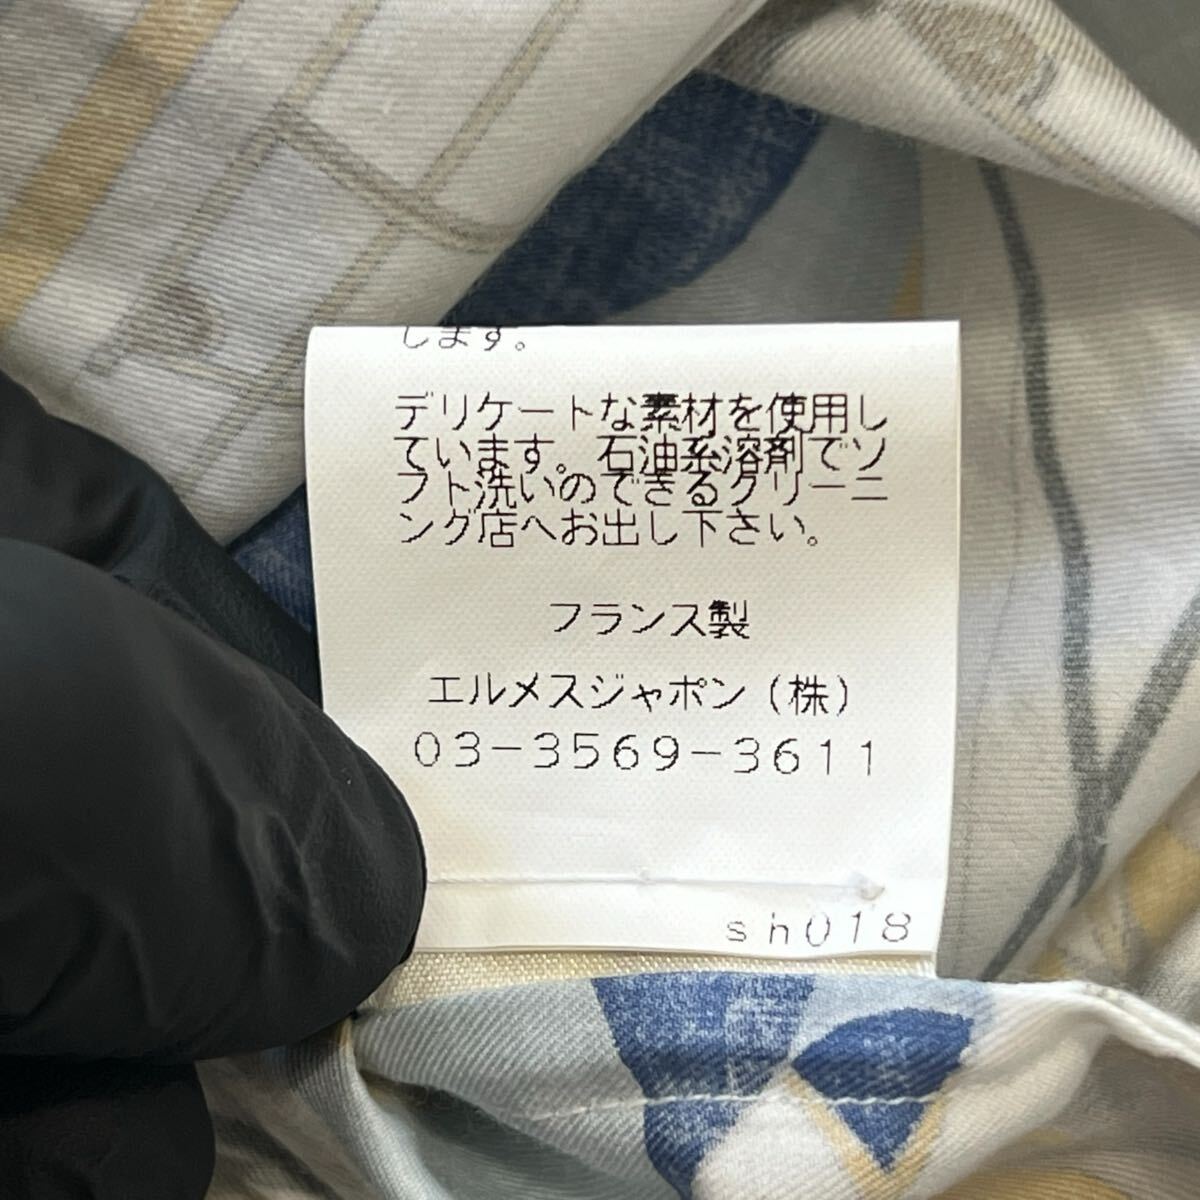 します。
デリケートな素材を使用し
ています。石油系溶剤でソ
フト洗いのできるクリーニ
ング店へお出し下さい。
フランス製
エルメスジャポン(株)
03-3569-3611
sh018